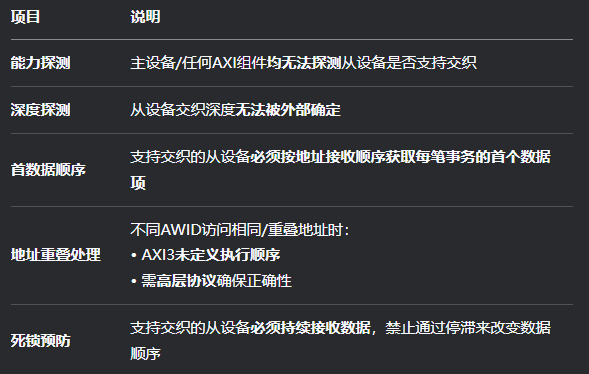 项目 说明
能力探测 主设备/任何AXI组件均无法探测从设备是否支持交织
深度探测 从设备交织深度无法被外部确定
首数据顺序 支持交织的从设备必须按地址接收顺序获取每笔事务的首个数据
项
地址重叠处理 不同AWID访问相同/重叠地址时：
• AXI3未定义执行顺序
• 需高层协议确保正确性
死锁预防 支持交织的从设备必须持续接收数据，禁止通过停滞来改变数据
顺序